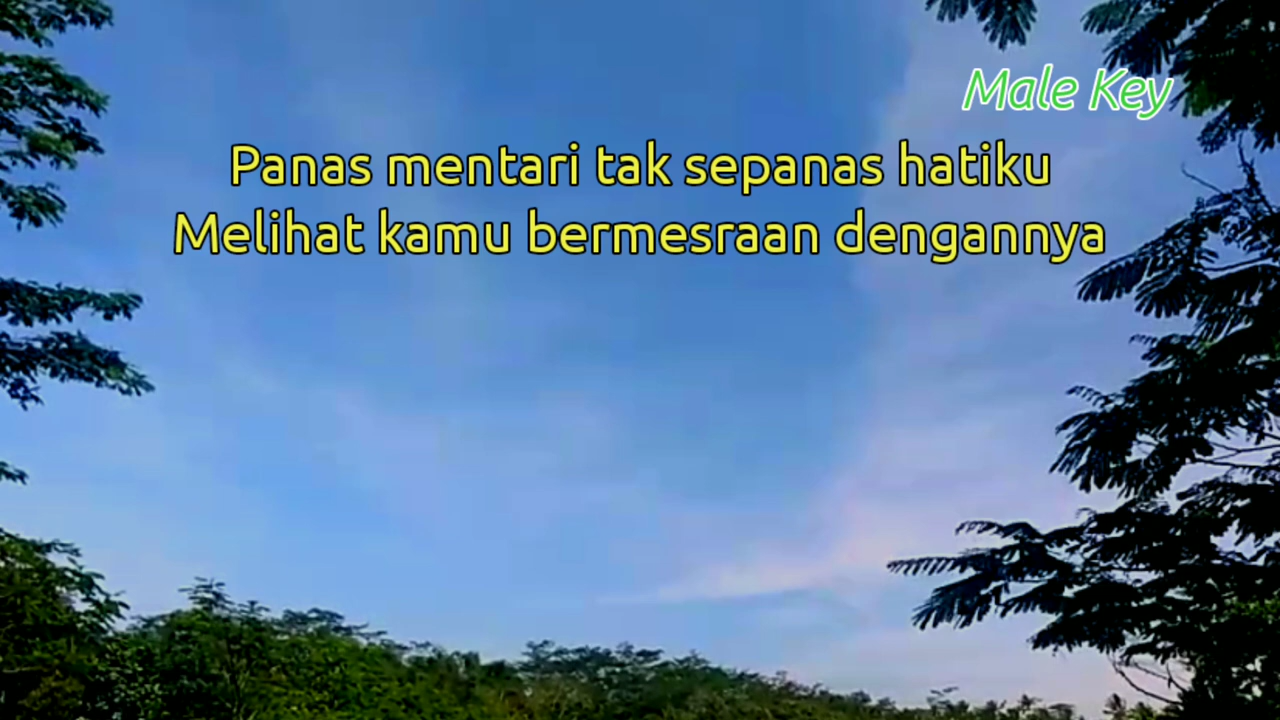 Male Key
Panas mentari tak sepanas hatiku
Melihat kamu bermesraan dengannya